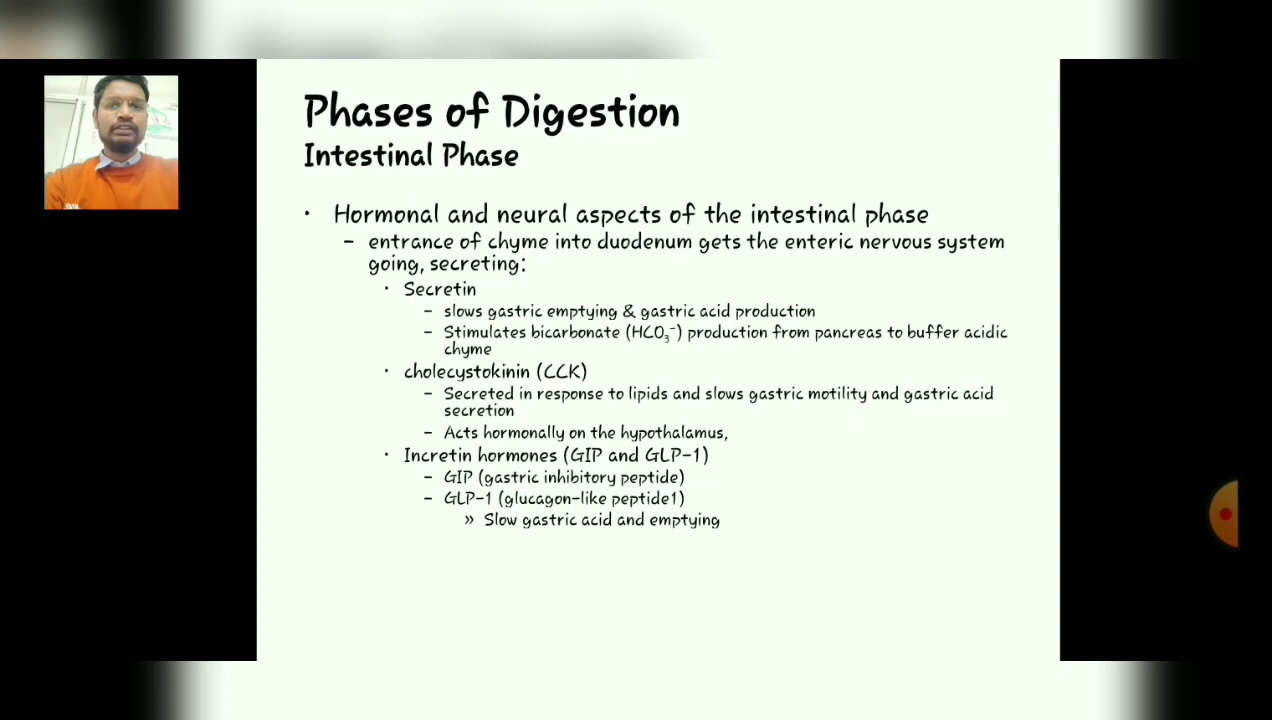 Phases of Digestion
Intestinal Phase
• Hormonal and neural aspects of the intestinal phase
– entrance of chyme into duodenum gets the enteric nervous system
going, secreting:
• Secretin
– slows gastric emptying & gastric acid production
– Stimulates bicarbonate (HCO₃⁻) production from pancreas to buffer acidic
chyme
• cholecystokinin (CCK)
– Secreted in response to lipids and slows gastric motility and gastric acid
secretion
– Acts hormonally on the hypothalamus,
• Incretin hormones (GIP and GLP-1)
– GIP (gastric inhibitory peptide)
– GLP-1 (glucagon-like peptide1)
» Slow gastric acid and emptying